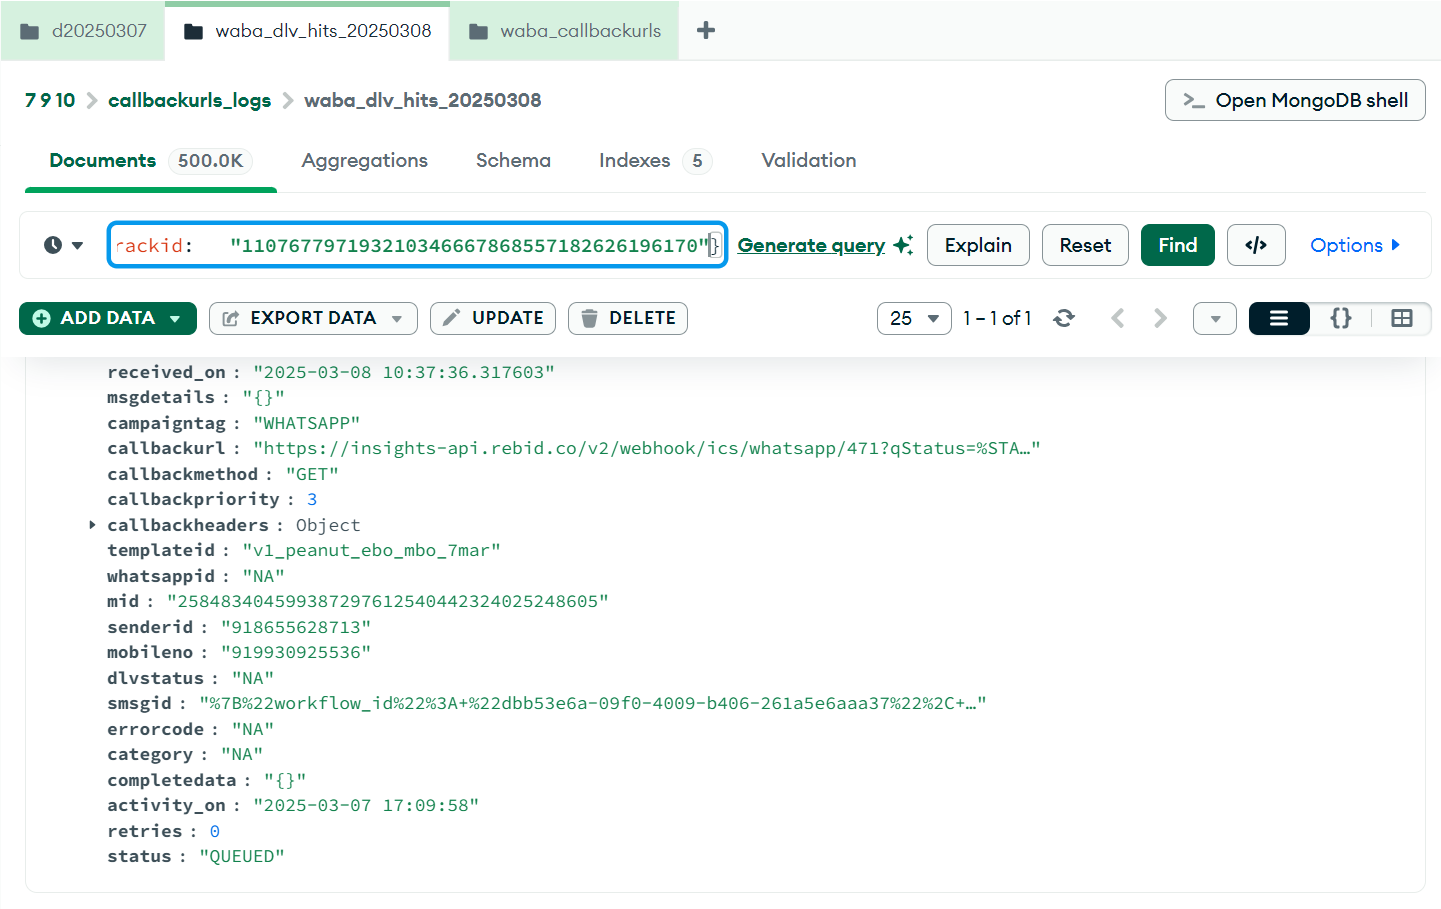 d20250307
waba_dlv_hits_20250308
waba_callbackurls
7 9 10
callbackurls_logs
waba_dlv_hits_20250308
>_ Open MongoDB shell
Documents 500.0K
Aggregations
Schema
Indexes 5
Validation
rackid: "110767797193210346667868557182626196170"}
Generate query
Explain
Reset
Find
</>
Options
ADD DATA
EXPORT DATA
UPDATE
DELETE
25
1 – 1 of 1
{}
received_on : "2025-03-08 10:37:36.317603"
msgdetails : "{}"
campaigntag : "WHATSAPP"
callbackurl : "https://insights-api.rebid.co/v2/webhook/ics/whatsapp/471?qStatus=%STA…"
callbackmethod : "GET"
callbackpriority : 3
callbackheaders : Object
templateid : "v1_peanut_ebo_mbo_7mar"
whatsappid : "NA"
mid : "258483404599387297612540442324025248605"
senderid : "918655628713"
mobileno : "919930925536"
dlvstatus : "NA"
smsgid : "%7B%22workflow_id%22%3A+%22dbb53e6a-09f0-4009-b406-261a5e6aaa37%22%2C+…"
errorcode : "NA"
category : "NA"
completedata : "{}"
activity_on : "2025-03-07 17:09:58"
retries : 0
status : "QUEUED"